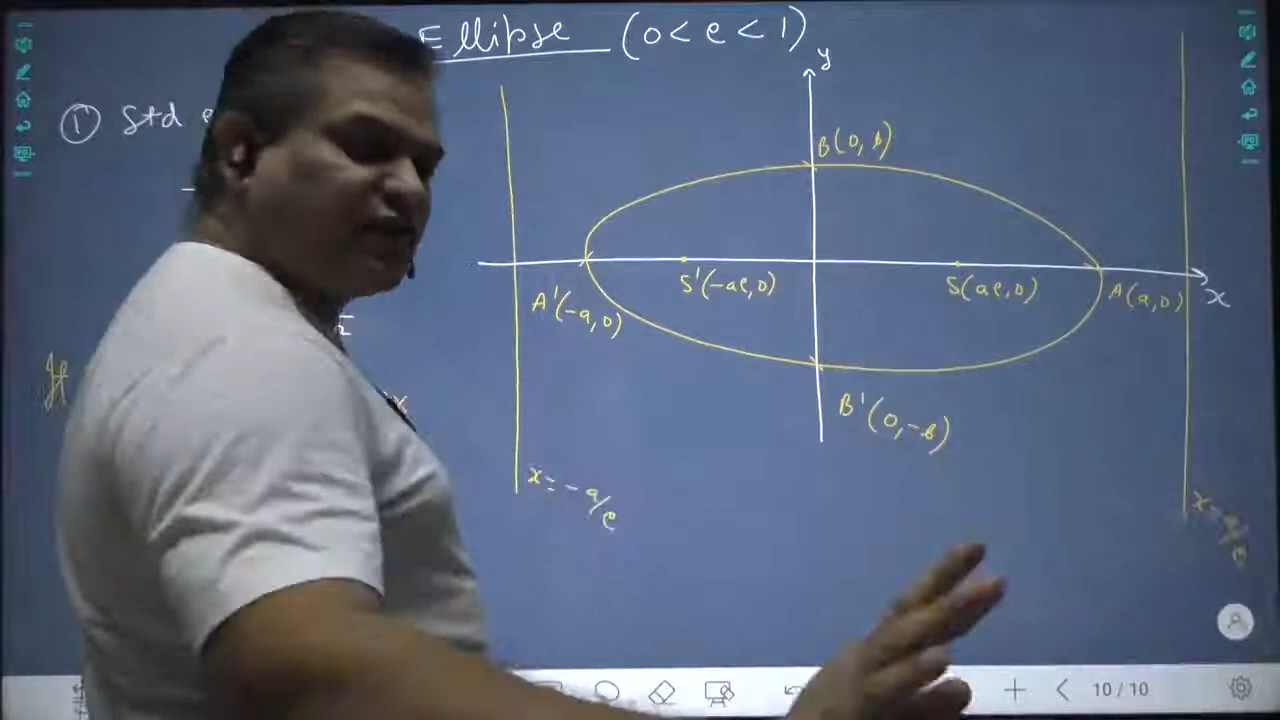 Ellipse (0 < e < 1)
① Std
y
B(0, b)
S'(-ae, 0)
S(ae, 0)
A'(-a, 0)
A(a, 0)
x
B'(0, -b)
x = -a/e
x = a/e
10 / 10